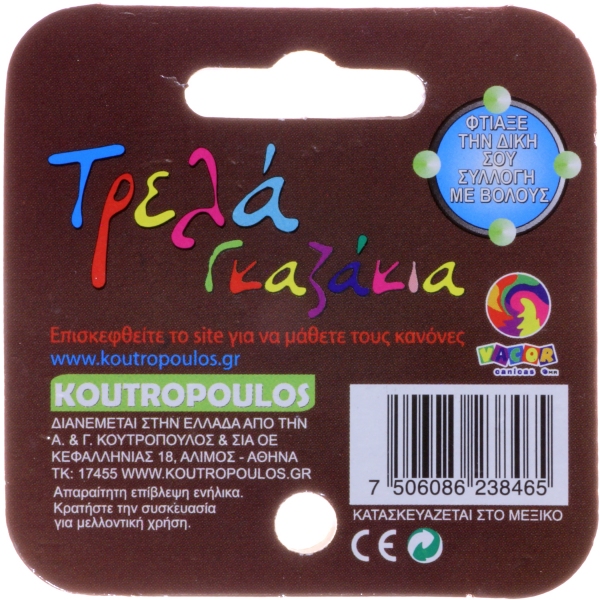 ΦΤΙΑΞΕ
ΤΗΝ ΔΙΚΗ
ΣΟΥ
ΣΥΛΛΟΓΗ
ΜΕ ΒΟΛΟΥΣ
Τρελά
γκαζάκια
Επισκεφθείτε το site για να μάθετε τους κανόνες
www.koutropoulos.gr
VACOR
canicas
KOUTROPOULOS
ΔΙΑΝΕΜΕΤΑΙ ΣΤΗΝ ΕΛΛΑΔΑ ΑΠΟ ΤΗΝ
Α. & Γ. ΚΟΥΤΡΟΠΟΥΛΟΣ & ΣΙΑ ΟΕ
ΚΕΦΑΛΛΗΝΙΑΣ 18, ΑΛΙΜΟΣ - ΑΘΗΝΑ
ΤΚ: 17455 WWW.KOUTROPOULOS.GR
Απαραίτητη επίβλεψη ενήλικα.
Κρατήστε την συσκευασία
για μελλοντική χρήση.
7 506086 238465
ΚΑΤΑΣΚΕΥΑΖΕΤΑΙ ΣΤΟ ΜΕΞΙΚΟ
CE